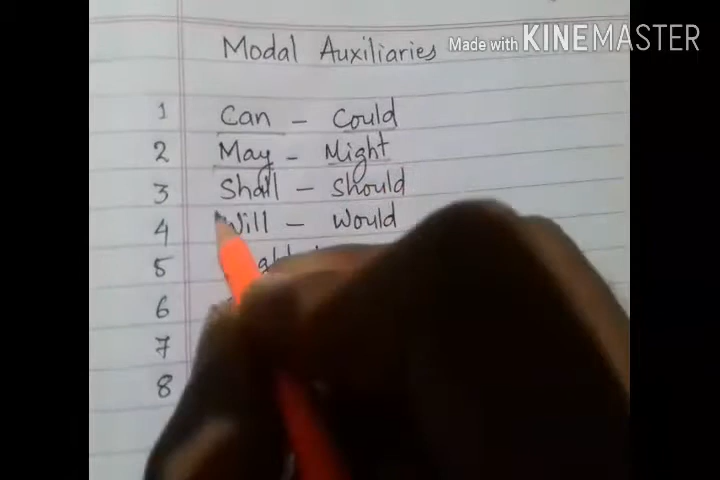 Modal Auxiliaries
Made with KINEMASTER
1 Can - Could
2 May - Might
3 Shall - Should
4 Will - Would
5
6
7
8